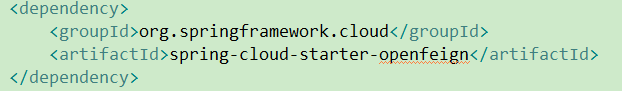 <dependency>
    <groupId>org.springframework.cloud</groupId>
    <artifactId>spring-cloud-starter-openfeign</artifactId>
</dependency>